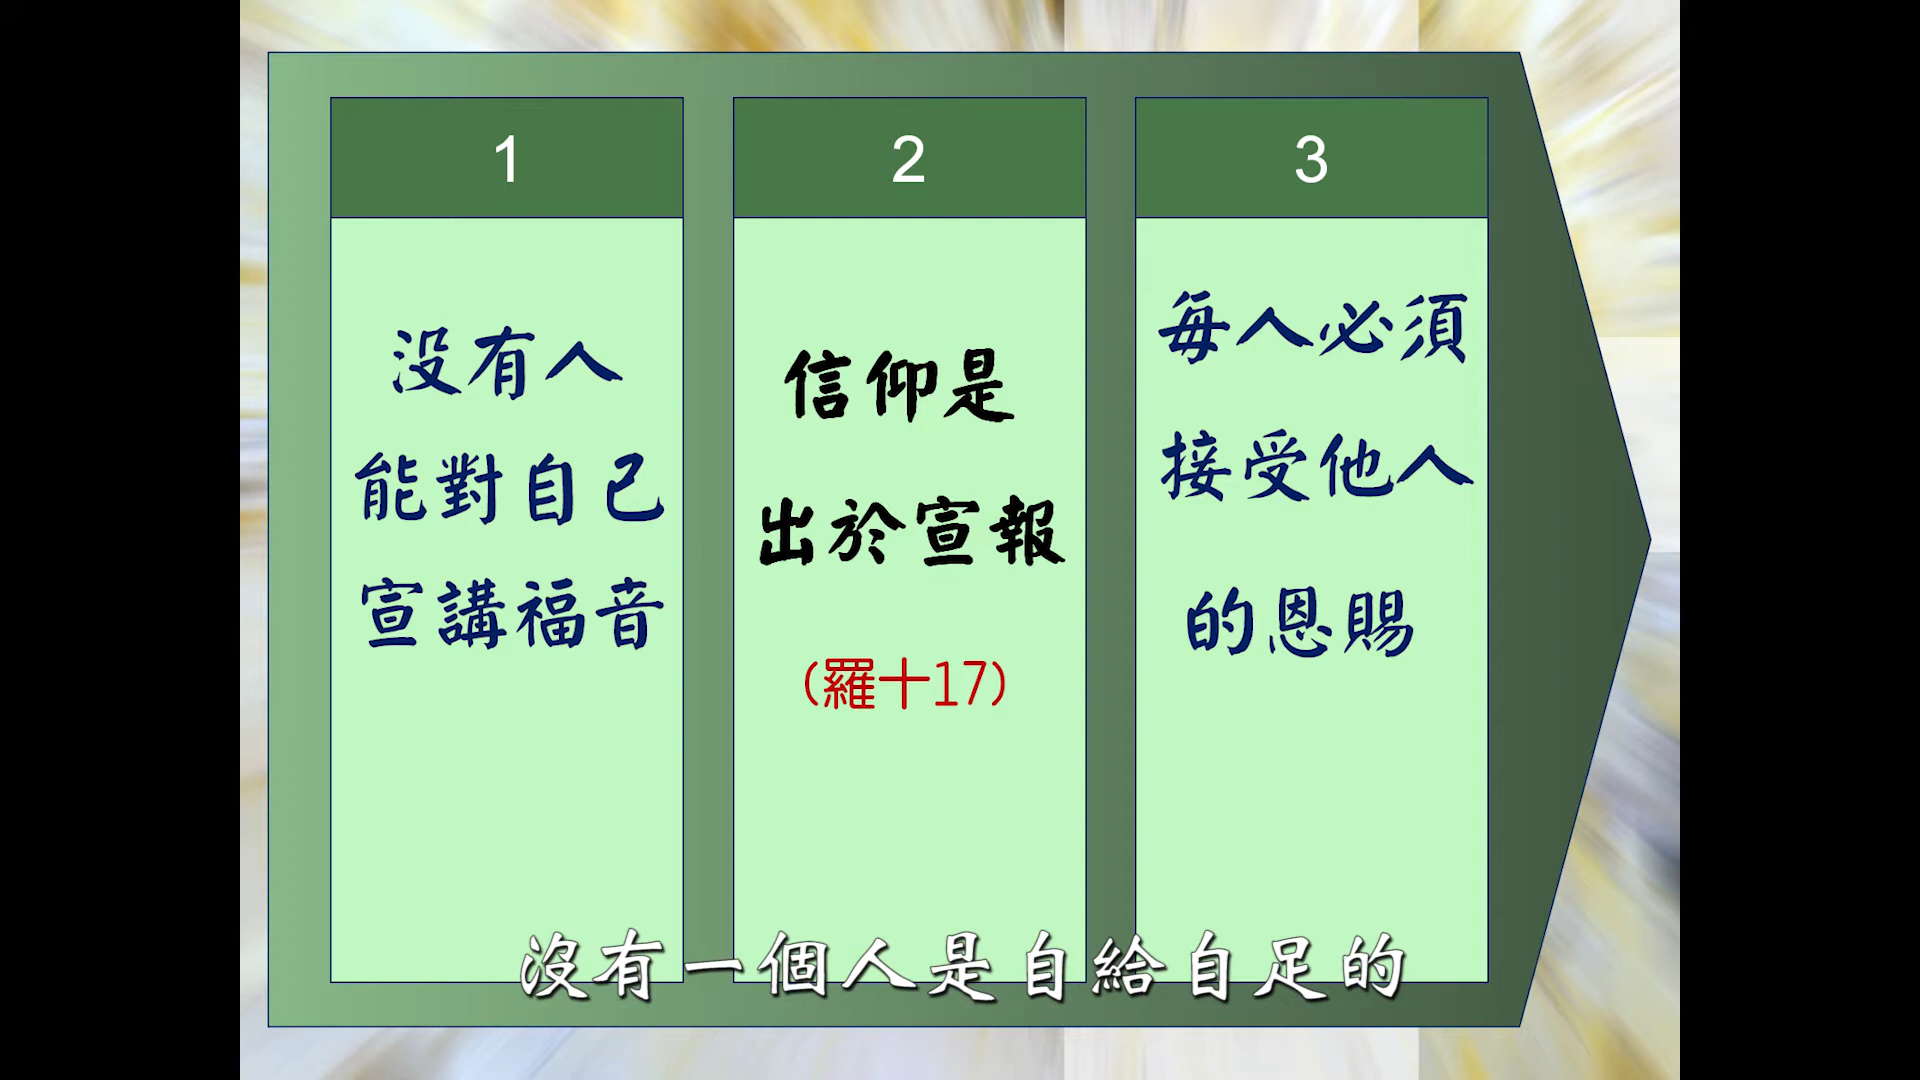 1
没有人
能對自己
宣講福音
2
信仰是
出於宣報
(羅十17)
3
每人必須
接受他人
的恩賜
沒有一個人是自給自足的